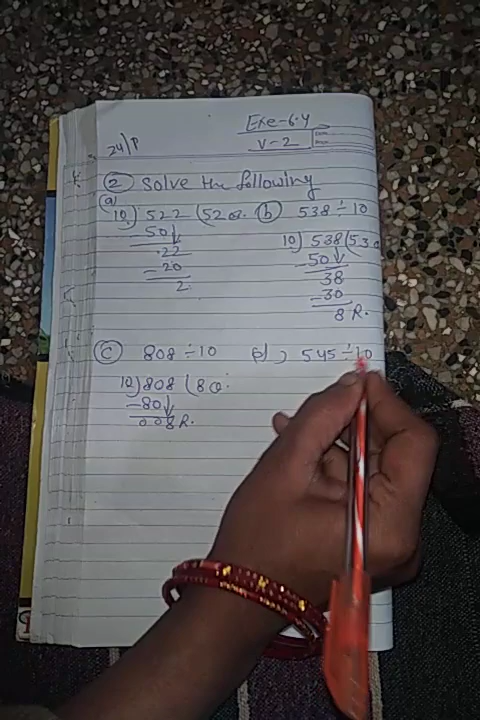 Exe-6.4
24|P
V-2
② Solve the following
(a)
10) 522 (52 Q.
-50↓
22
-20
2
ⓑ 538 ÷ 10
10) 538 (53 Q
-50↓
38
-30
8 R.
ⓒ 808 ÷ 10
10) 808 (8 Q.
-80↓
008 R.
(d) 545 ÷ 10